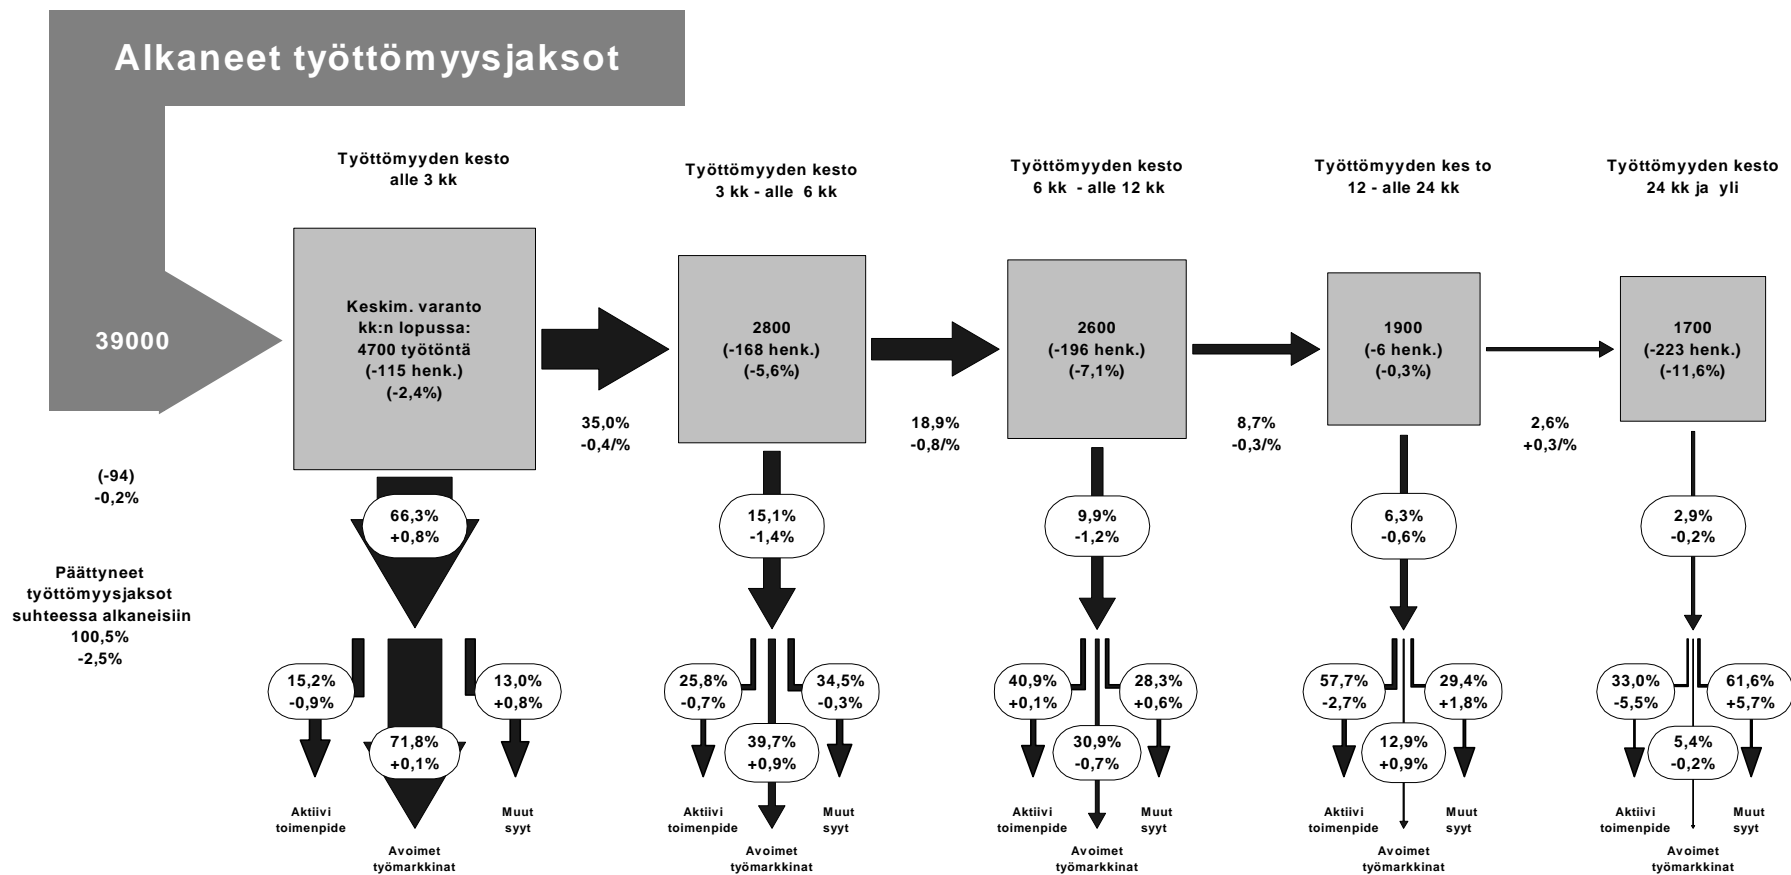 Alkaneet työttömyysjaksot
39000
(-94)
-0,2%
Päättyneet
työttömyysjaksot
suhteessa alkaneisiin
100,5%
-2,5%
Työttömyyden kesto
alle 3 kk
Keskim. varanto
kk:n lopussa:
4700 työtöntä
(-115 henk.)
(-2,4%)
35,0%
-0,4/%
66,3%
+0,8%
15,2%
-0,9%
13,0%
+0,8%
71,8%
+0,1%
Aktiivi
toimenpide
Muut
syyt
Avoimet
työmarkkinat
Työttömyyden kesto
3 kk - alle 6 kk
2800
(-168 henk.)
(-5,6%)
18,9%
-0,8/%
15,1%
-1,4%
25,8%
-0,7%
34,5%
-0,3%
39,7%
+0,9%
Aktiivi
toimenpide
Muut
syyt
Avoimet
työmarkkinat
Työttömyyden kesto
6 kk - alle 12 kk
2600
(-196 henk.)
(-7,1%)
8,7%
-0,3/%
9,9%
-1,2%
40,9%
+0,1%
28,3%
+0,6%
30,9%
-0,7%
Aktiivi
toimenpide
Muut
syyt
Avoimet
työmarkkinat
Työttömyyden kes to
12 - alle 24 kk
1900
(-6 henk.)
(-0,3%)
2,6%
+0,3/%
6,3%
-0,6%
57,7%
-2,7%
29,4%
+1,8%
12,9%
+0,9%
Aktiivi
toimenpide
Muut
syyt
Avoimet
työmarkkinat
Työttömyyden kesto
24 kk ja yli
1700
(-223 henk.)
(-11,6%)
2,9%
-0,2%
33,0%
-5,5%
61,6%
+5,7%
5,4%
-0,2%
Aktiivi
toimenpide
Muut
syyt
Avoimet
työmarkkinat